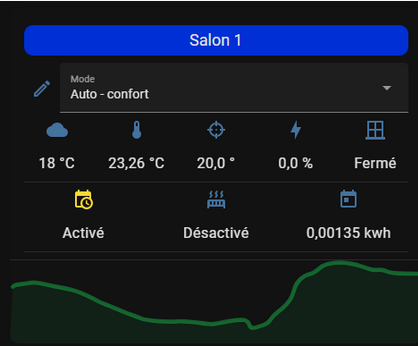 Salon 1
Mode
Auto - confort
18 °C 23,26 °C 20,0 ° 0,0 % Fermé
Activé Désactivé 0,00135 kwh